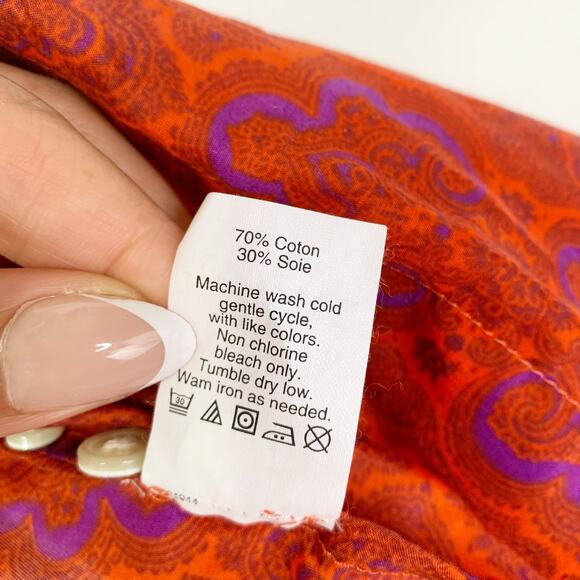 70% Coton
30% Soie
Machine wash cold
gentle cycle,
with like colors.
Non chlorine
bleach only.
Tumble dry low.
Warm iron as needed.
30